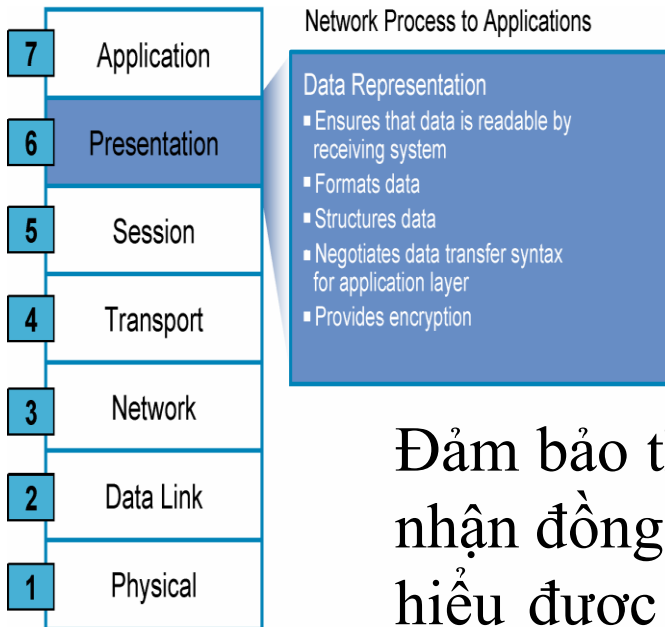 7 Application
6 Presentation
5 Session
4 Transport
3 Network
2 Data Link
1 Physical
Network Process to Applications
Data Representation
▪ Ensures that data is readable by
receiving system
▪ Formats data
▪ Structures data
▪ Negotiates data transfer syntax
for application layer
▪ Provides encryption
Đảm bảo
nhận đồng
hiểu được